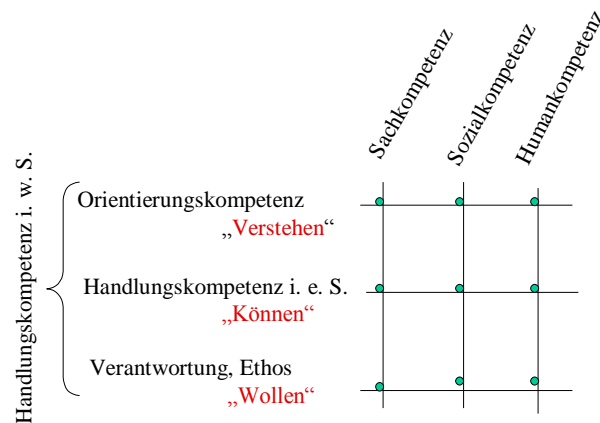 Sachkompetenz
Sozialkompetenz
Humankompetenz
Handlungskompetenz i. w. S.
Orientierungskompetenz
„Verstehen“
Handlungskompetenz i. e. S.
„Können“
Verantwortung, Ethos
„Wollen“